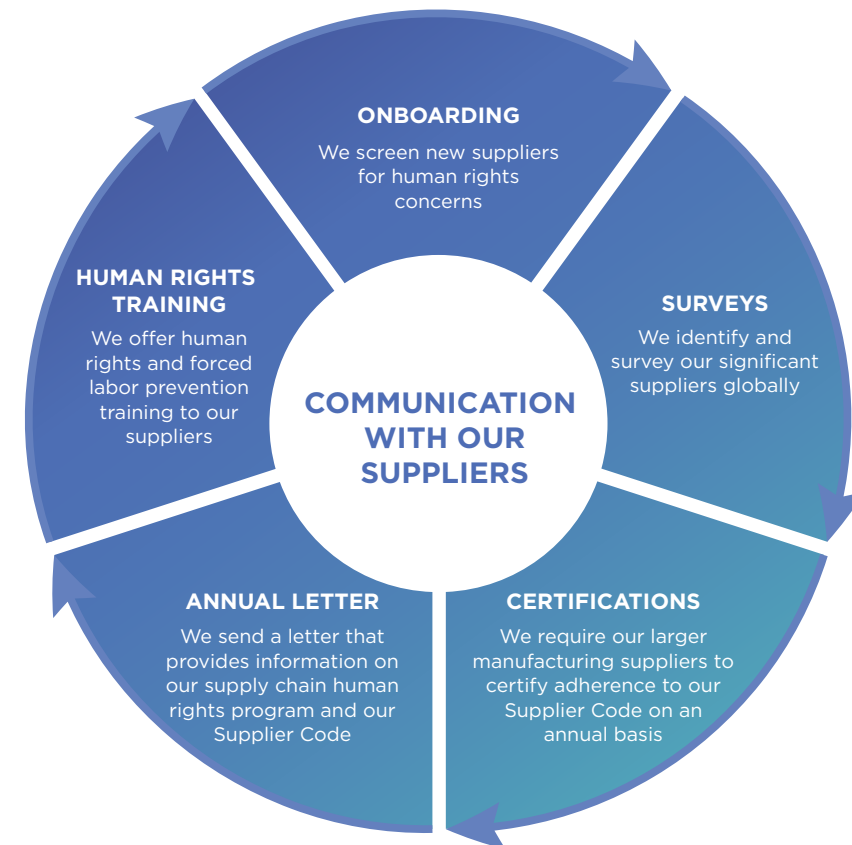 ONBOARDING
We screen new suppliers
for human rights
concerns
SURVEYS
We identify and
survey our significant
suppliers globally
CERTIFICATIONS
We require our larger
manufacturing suppliers to
certify adherence to our
Supplier Code on an
annual basis
ANNUAL LETTER
We send a letter that
provides information on
our supply chain human
rights program and our
Supplier Code
HUMAN RIGHTS
TRAINING
We offer human
rights and forced
labor prevention
training to our
suppliers
COMMUNICATION
WITH OUR
SUPPLIERS